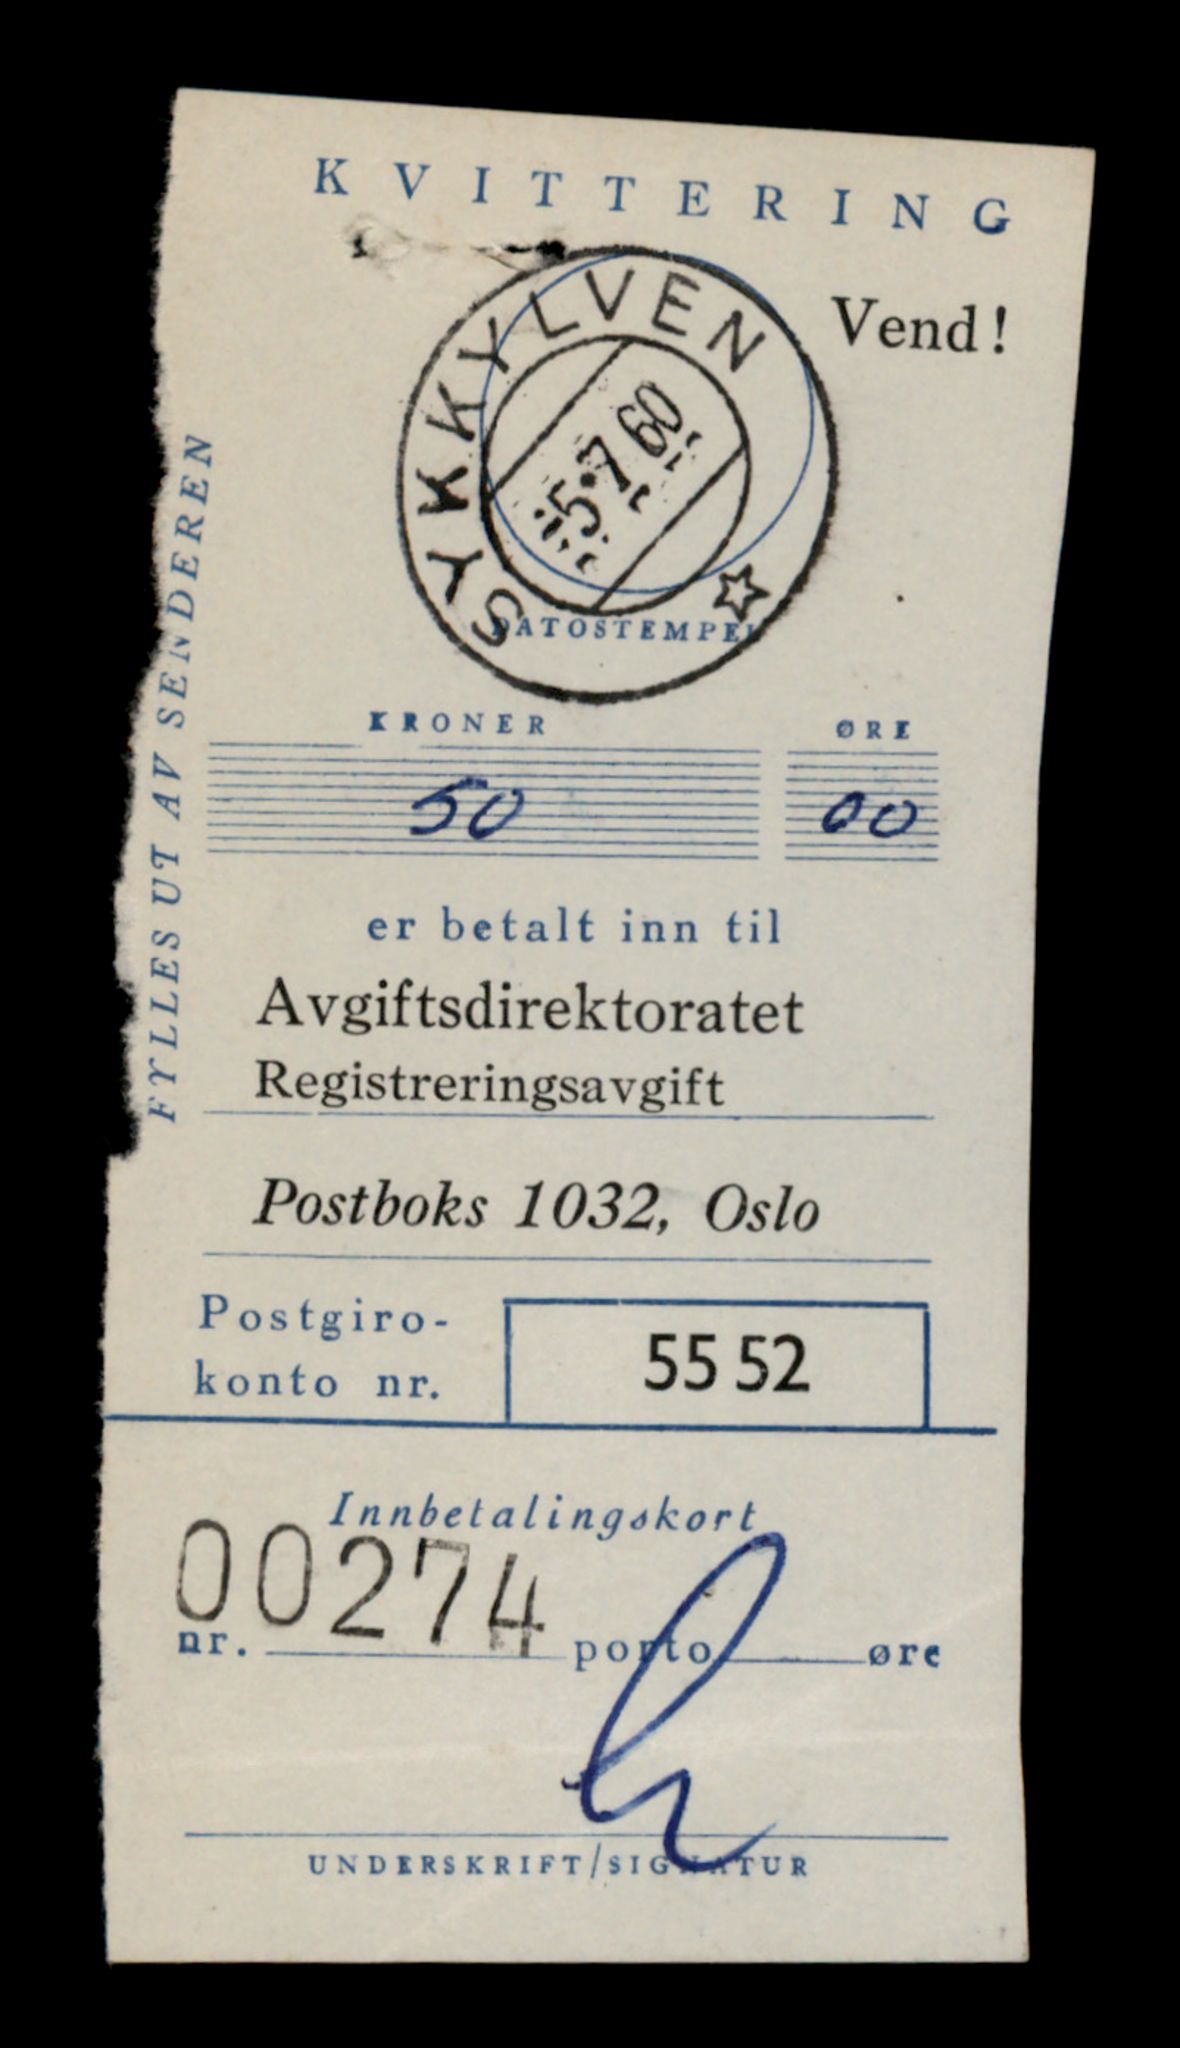 KVITTERING
Vend!
SYKKYLVEN
5.7.60
DATOSTEMPEL
FYLLES UT AV SENDEREN
KRONER ØRE
50 00
er betalt inn til
Avgiftsdirektoratet
Registreringsavgift
Postboks 1032, Oslo
Postgiro-
konto nr. 55 52
Innbetalingskort
nr. 00274 porto øre
UNDERSKRIFT/SIGNATUR